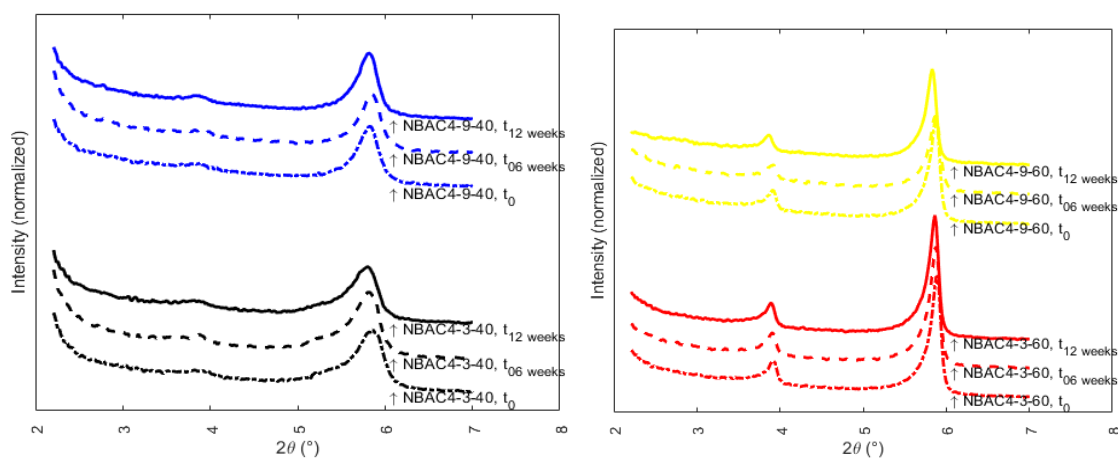 Intensity (normalized)
↑ NBAC4-9-40, t12 weeks
↑ NBAC4-9-40, t06 weeks
↑ NBAC4-9-40, t0
↑ NBAC4-3-40, t12 weeks
↑ NBAC4-3-40, t06 weeks
↑ NBAC4-3-40, t0
2 3 4 5 6 7 8
2θ (°)
Intensity (normalized)
↑ NBAC4-9-60, t12 weeks
↑ NBAC4-9-60, t06 weeks
↑ NBAC4-9-60, t0
↑ NBAC4-3-60, t12 weeks
↑ NBAC4-3-60, t06 weeks
↑ NBAC4-3-60, t0
2 3 4 5 6 7 8
2θ (°)